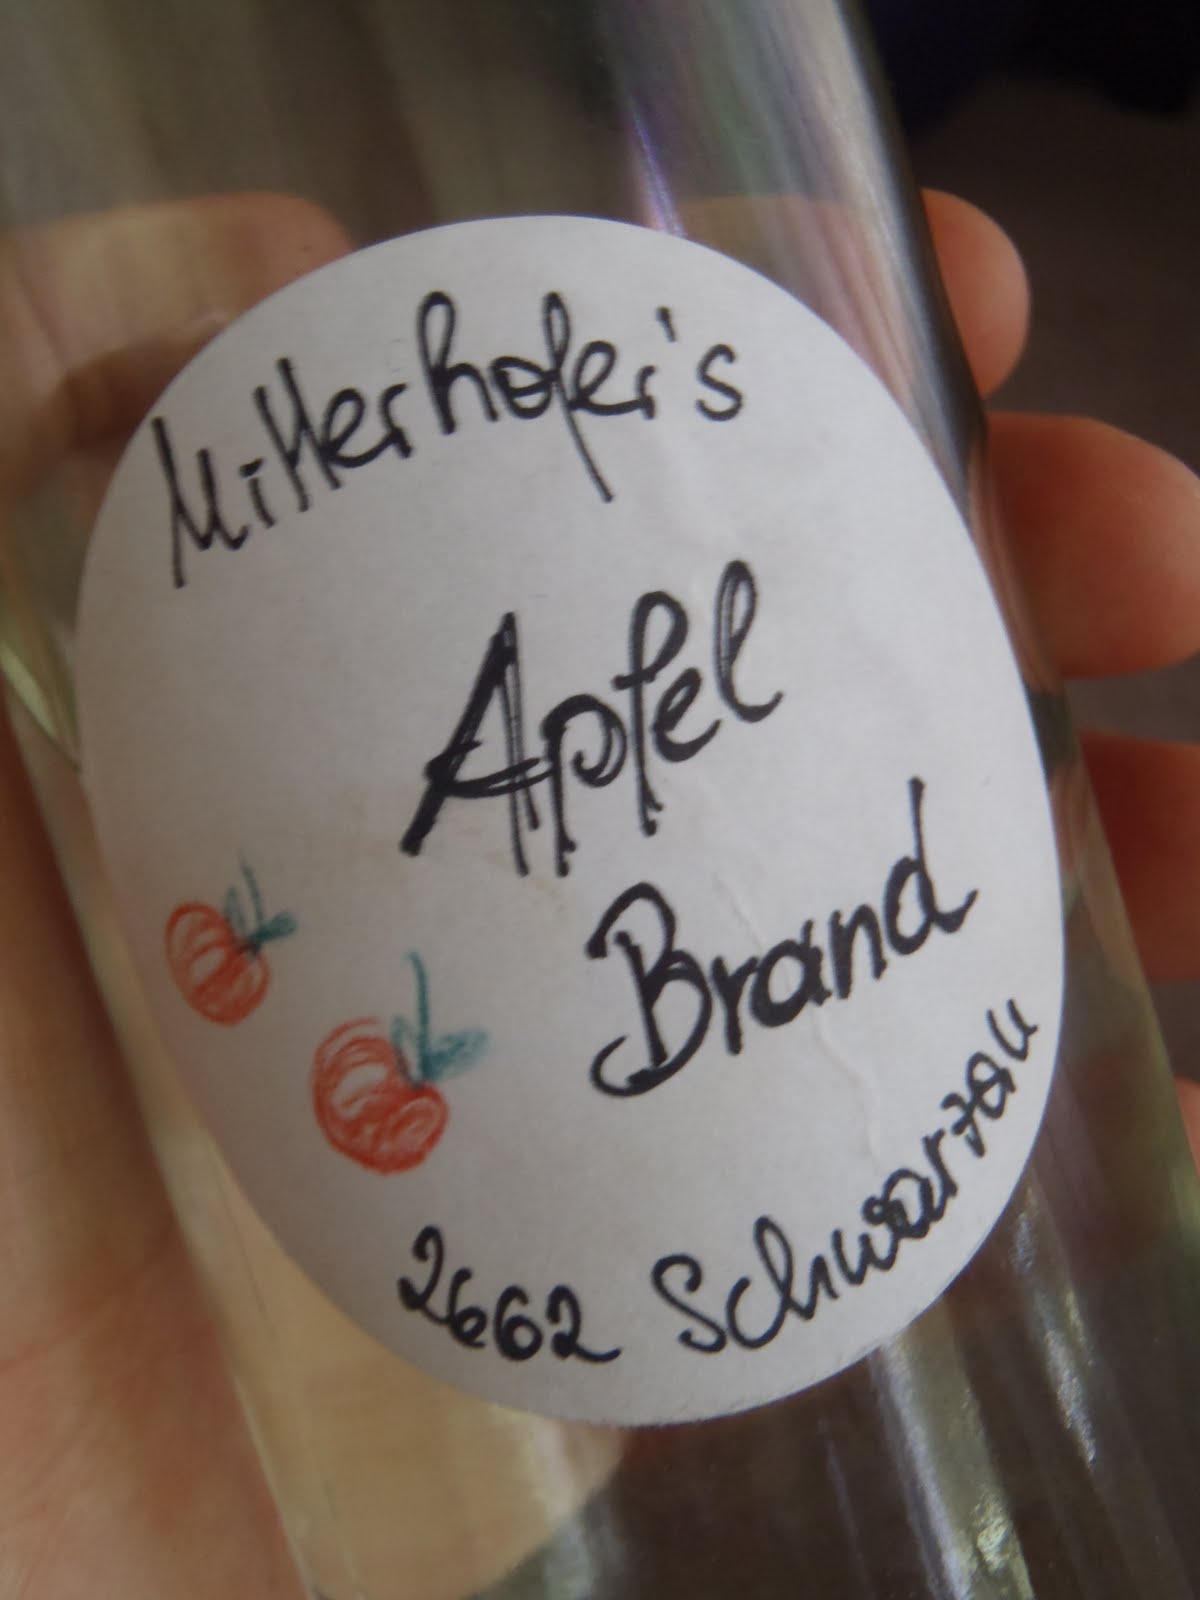 Mitterhofer's
Apfel
Brand
2662 Schwarzau